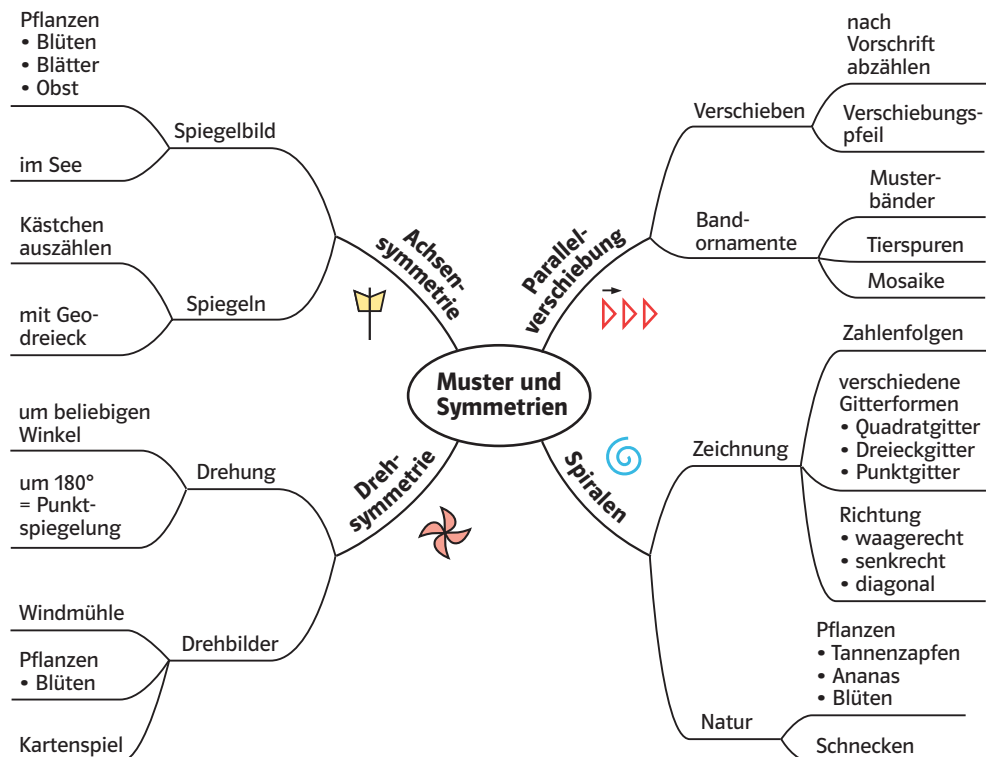 Pflanzen
• Blüten
• Blätter
• Obst
Spiegelbild
im See
Kästchen
auszählen
Spiegeln
mit Geo-
dreieck
Achsen-
symmetrie
nach
Vorschrift
abzählen
Verschieben
Verschiebungs-
pfeil
Muster-
bänder
Band-
ornamente
Tierspuren
Mosaike
Parallel-
verschiebung
Muster und
Symmetrien
um beliebigen
Winkel
Drehung
um 180°
= Punkt-
spiegelung
Dreh-
symmetrie
Windmühle
Drehbilder
Pflanzen
• Blüten
Kartenspiel
Spiralen
Zahlenfolgen
verschiedene
Gitterformen
• Quadratgitter
• Dreieckgitter
• Punktgitter
Zeichnung
Richtung
• waagerecht
• senkrecht
• diagonal
Pflanzen
• Tannenzapfen
• Ananas
• Blüten
Natur
Schnecken